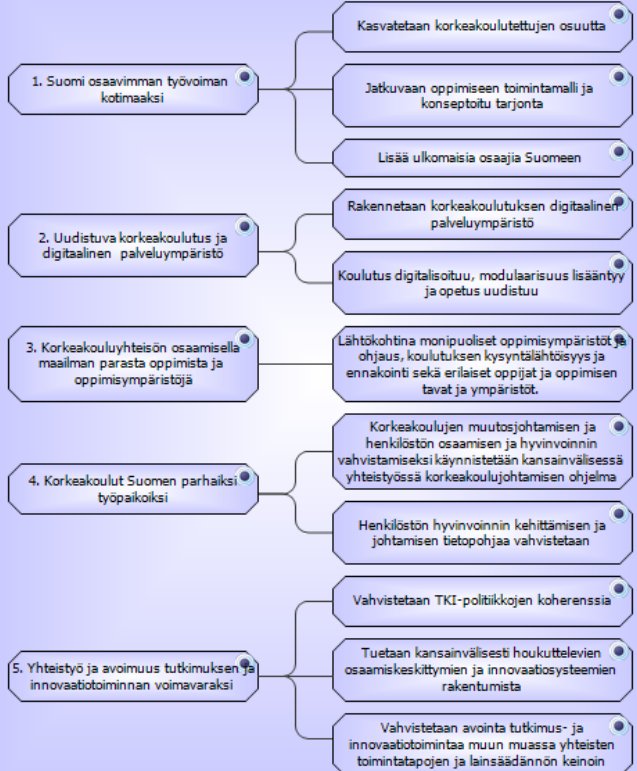 Kasvatetaan korkeakoulutettujen osuutta
1. Suomi osaavimman työvoiman
kotimaaksi
Jatkuvaan oppimiseen toimintamalli ja
konseptoitu tarjonta
Lisää ulkomaisia osaajia Suomeen
Rakennetaan korkeakoulutuksen digitaalinen
palveluympäristö
2. Uudistuva korkeakoulutus ja
digitaalinen palveluympäristö
Koulutus digitalisoituu, modulaarisuus lisääntyy
ja opetus uudistuu
3. Korkeakouluyhteisön osaamisella
maailman parasta oppimista ja
oppimisympäristöjä
Lähtökohtina monipuoliset oppimisympäristöt ja
ohjaus, koulutuksen kysyntälähtöisyys ja
ennakointi sekä erilaiset oppijat ja oppimisen
tavat ja ympäristöt.
Korkeakoulujen muutosjohtamisen ja
henkilöstön osaamisen ja hyvinvoinnin
vahvistamiseksi käynnistetään kansainvälisessä
yhteistyössä korkeakoulujohtamisen ohjelma
4. Korkeakoulut Suomen parhaiksi
työpaikoiksi
Henkilöstön hyvinvoinnin kehittämisen ja
johtamisen tietopohjaa vahvistetaan
Vahvistetaan TKI-politiikkojen koherenssia
5. Yhteistyö ja avoimuus tutkimuksen ja
innovaatiotoiminnan voimavaraksi
Tuetaan kansainvälisesti houkuttelevien
osaamiskeskittymien ja innovaatiosysteemien
rakentumista
Vahvistetaan avointa tutkimus- ja
innovaatiotoimintaa muun muassa yhteisten
toimintatapojen ja lainsäädännön keinoin